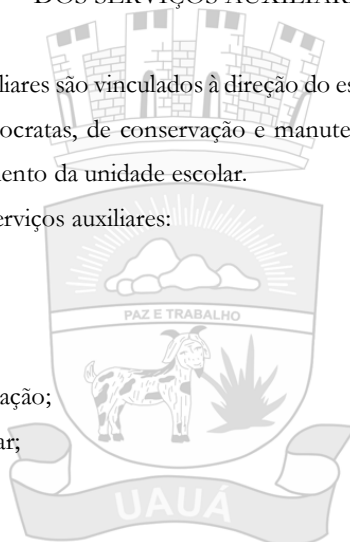 DOS SERVIÇOS AUXILIAR
liares são vinculados à direção do es
ocratas, de conservação e manute
ento da unidade escolar.
erviços auxiliares:
PAZ E TRABALHO
ação;
ar;
UAUÁ